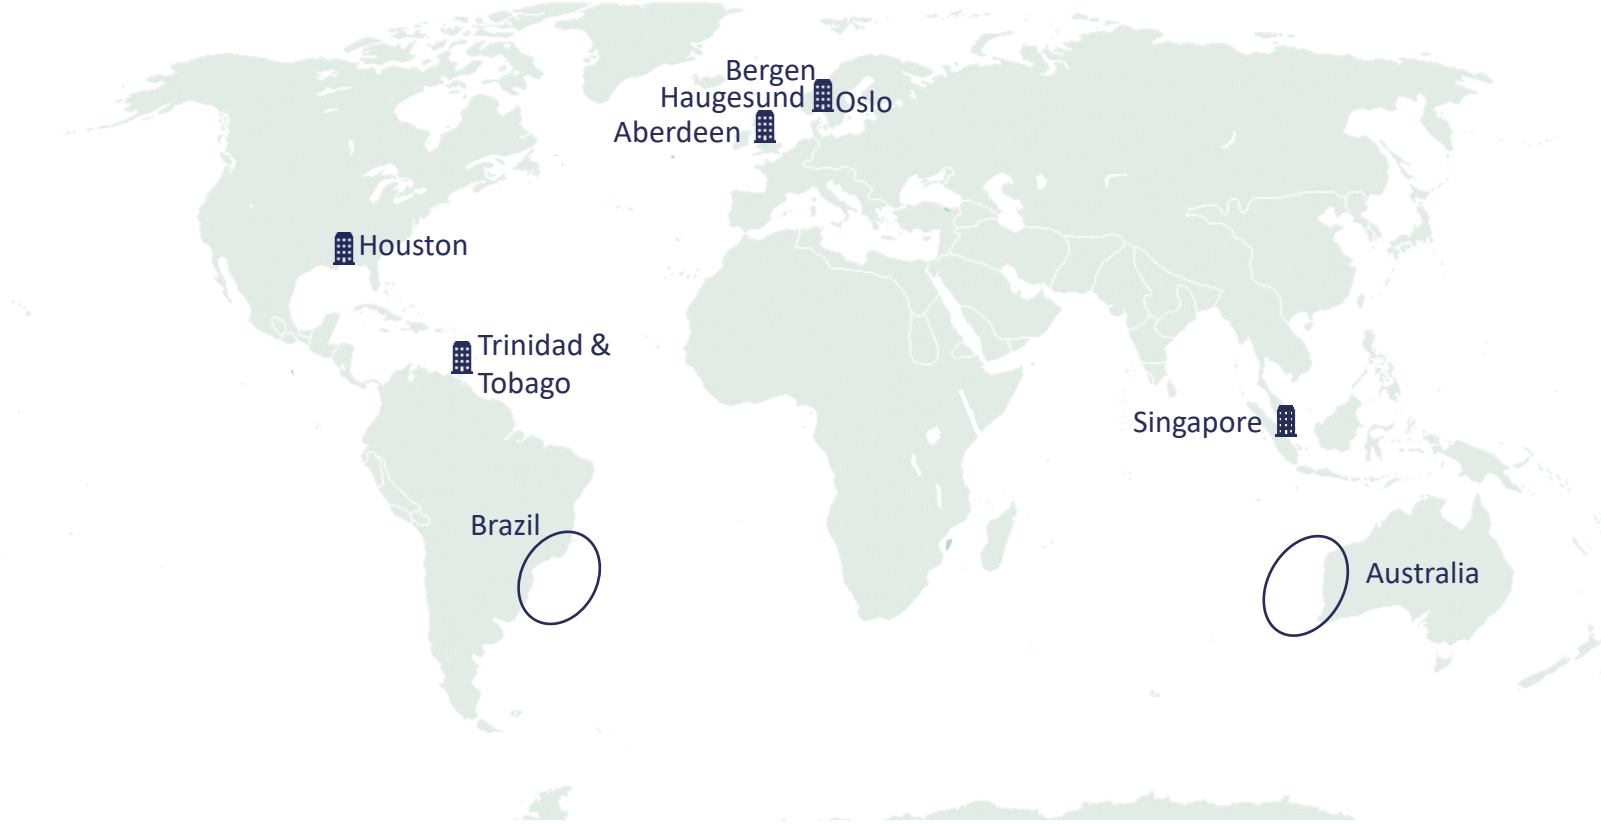 Bergen
Haugesund
Oslo
Aberdeen
Houston
Trinidad &
Tobago
Singapore
Brazil
Australia